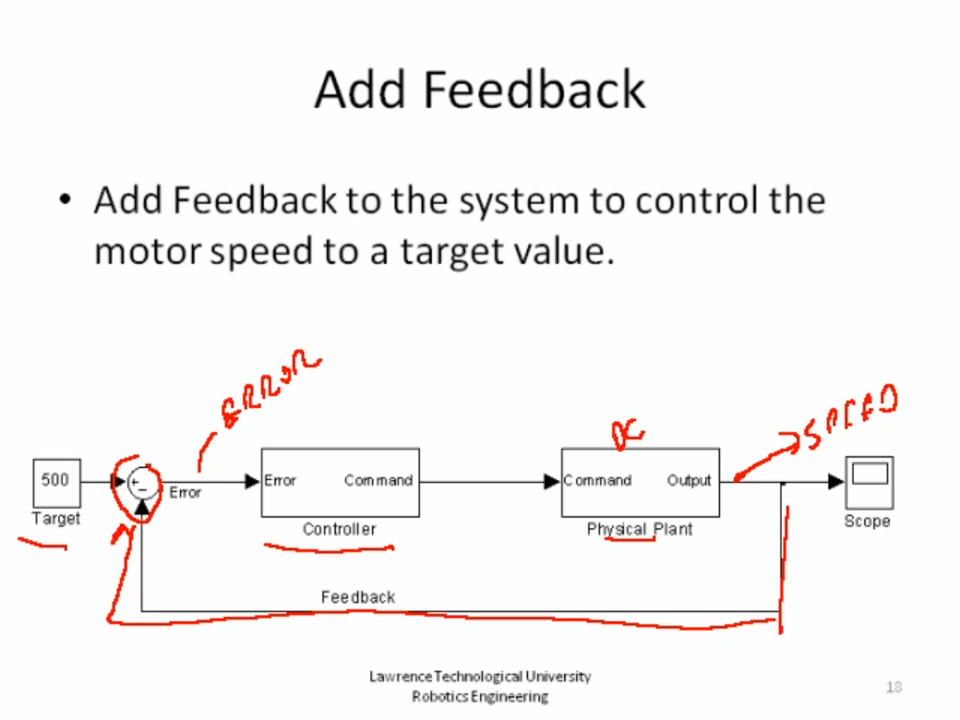 Add Feedback
• Add Feedback to the system to control the
motor speed to a target value.
ERROR
SPEED
DC
500
+
-
Error
Error
Command
Command
Output
Target
Controller
Physical Plant
Scope
Feedback
Lawrence Technological University
Robotics Engineering
18